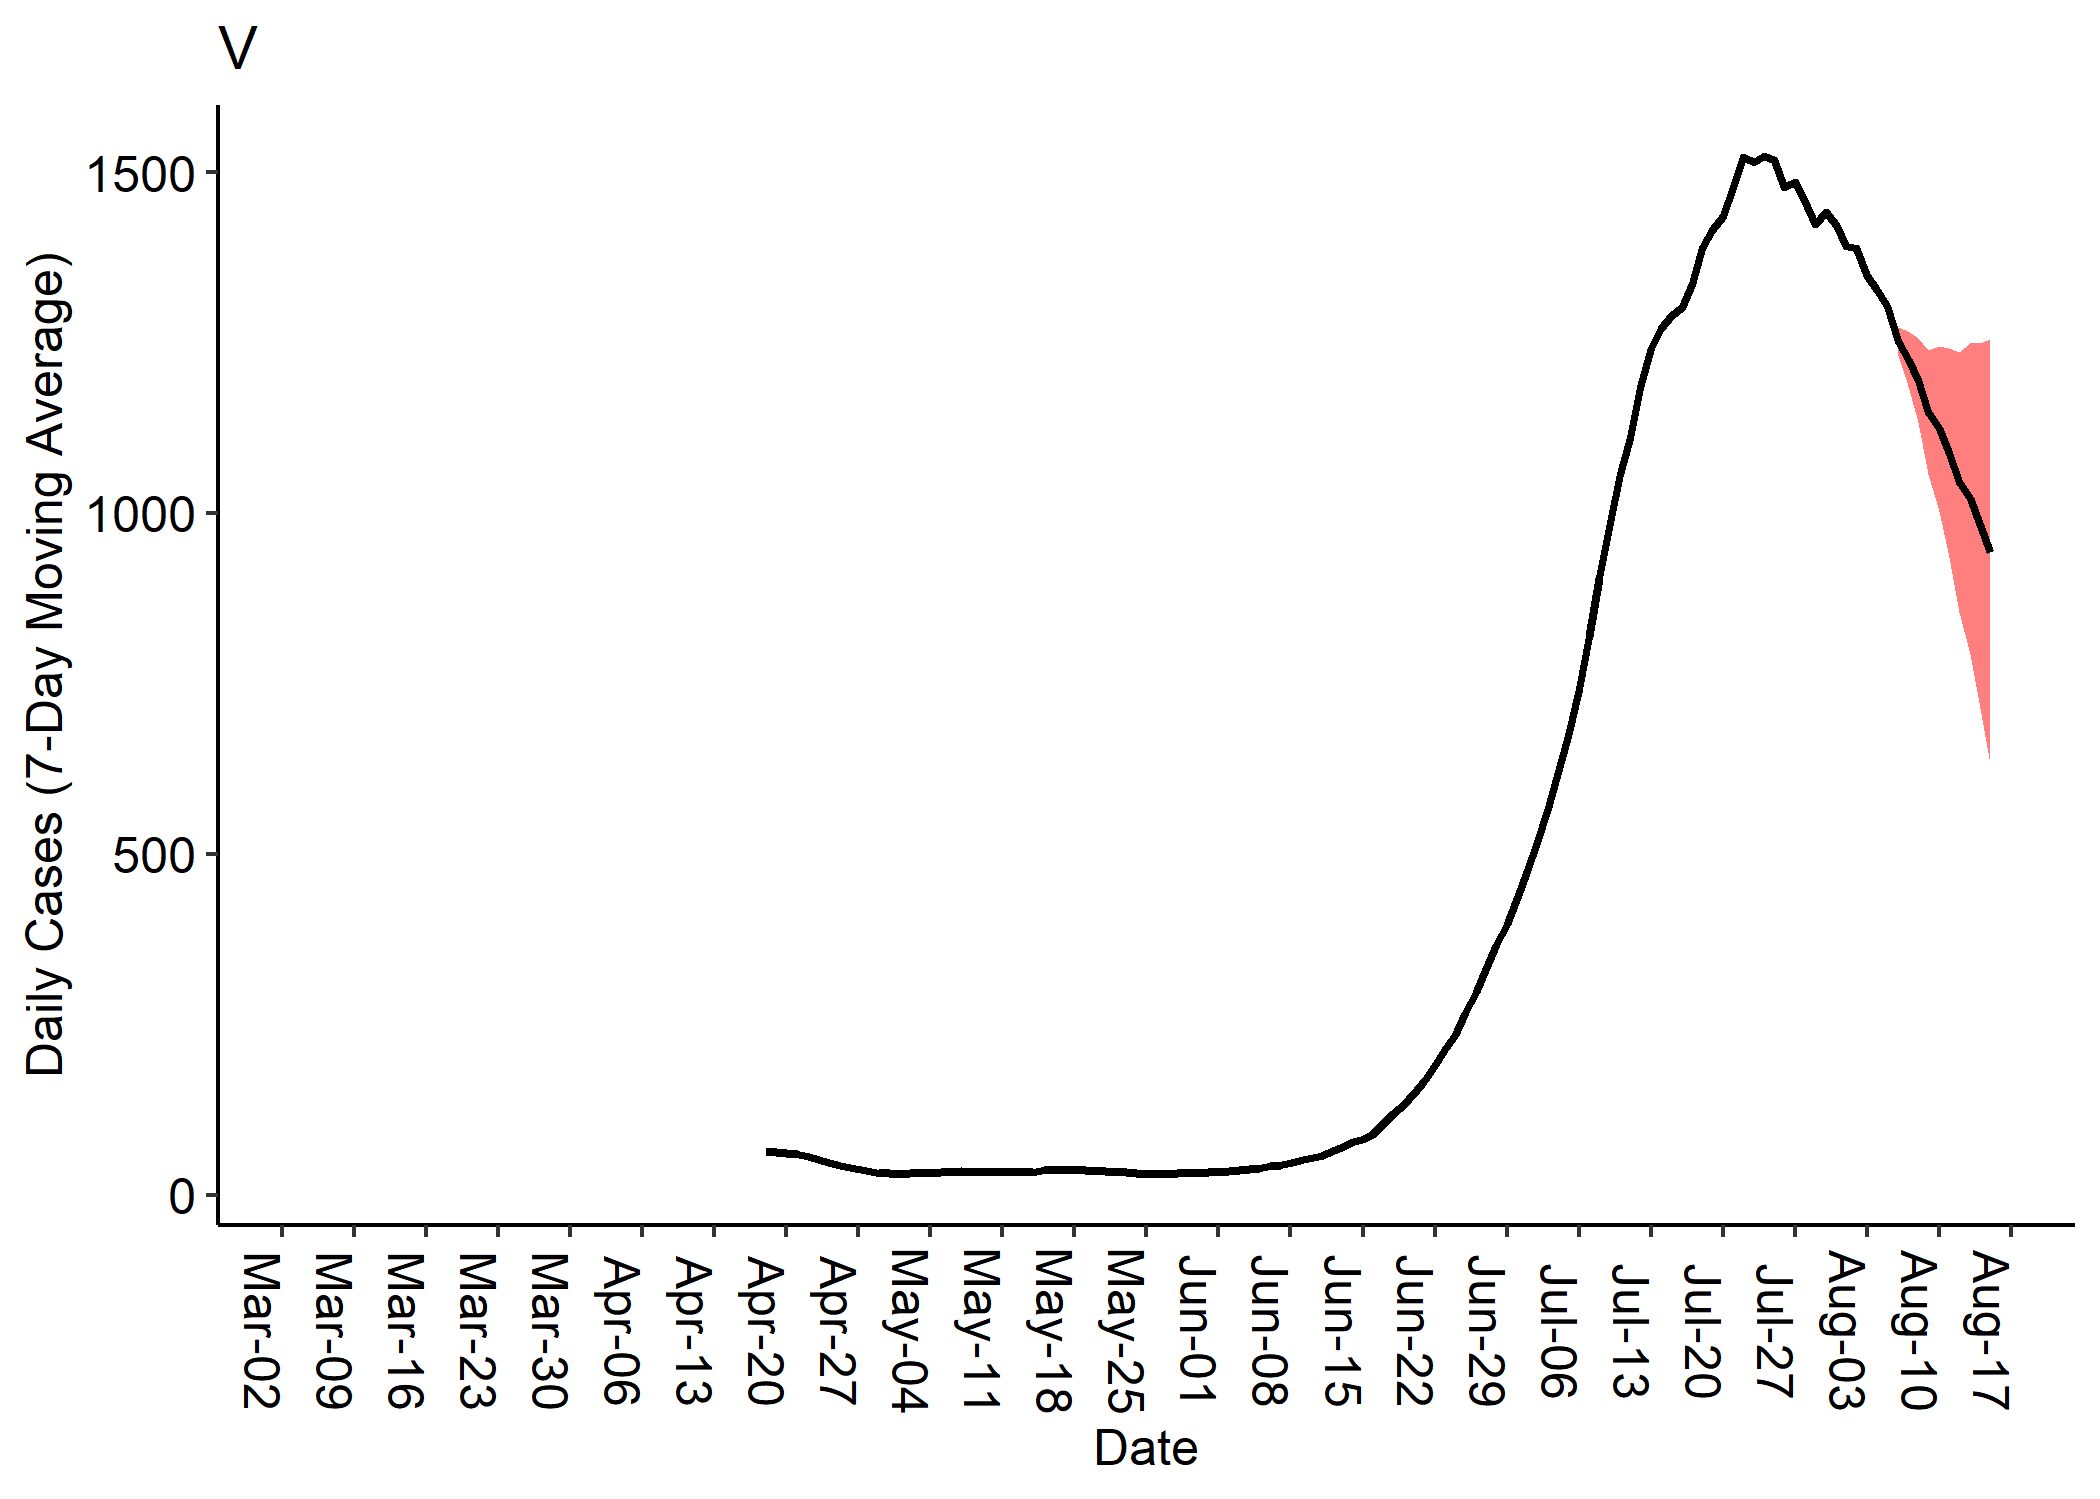 V
Daily Cases (7-Day Moving Average)
1500
1000
500
0
Mar-02
Mar-09
Mar-16
Mar-23
Mar-30
Apr-06
Apr-13
Apr-20
Apr-27
May-04
May-11
May-18
May-25
Jun-01
Jun-08
Jun-15
Jun-22
Jun-29
Jul-06
Jul-13
Jul-20
Jul-27
Aug-03
Aug-10
Aug-17
Date